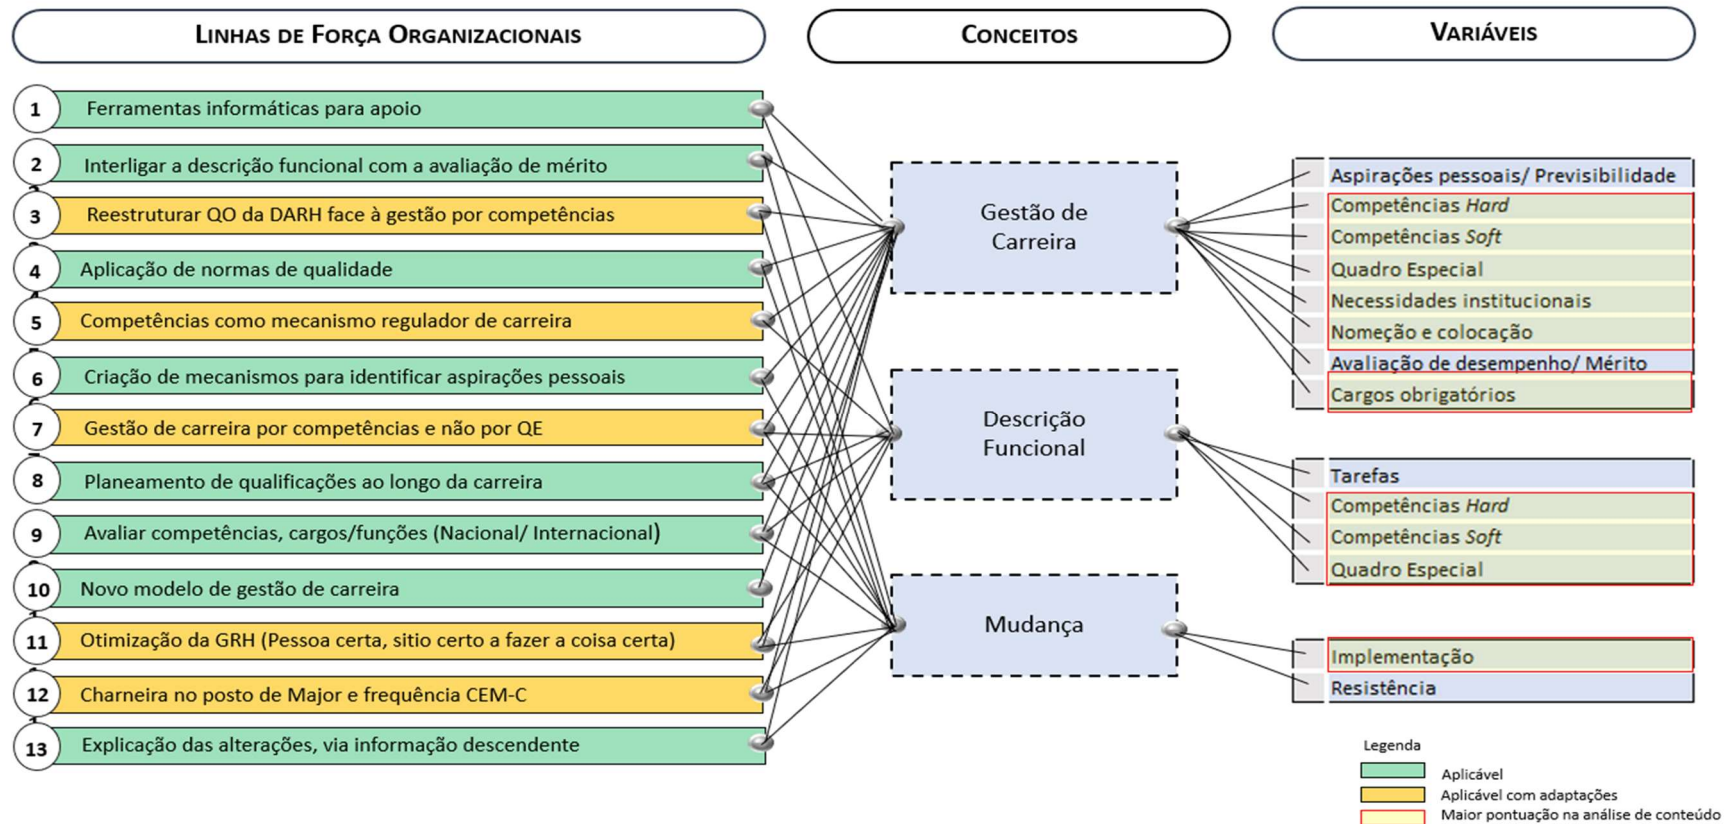 LINHAS DE FORÇA ORGANIZACIONAIS
CONCEITOS
VARIÁVEIS
1 Ferramentas informáticas para apoio
2 Interligar a descrição funcional com a avaliação de mérito
3 Reestruturar QO da DARH face à gestão por competências
4 Aplicação de normas de qualidade
5 Competências como mecanismo regulador de carreira
6 Criação de mecanismos para identificar aspirações pessoais
7 Gestão de carreira por competências e não por QE
8 Planeamento de qualificações ao longo da carreira
9 Avaliar competências, cargos/funções (Nacional/ Internacional)
10 Novo modelo de gestão de carreira
11 Otimização da GRH (Pessoa certa, sitio certo a fazer a coisa certa)
12 Charneira no posto de Major e frequência CEM-C
13 Explicação das alterações, via informação descendente
Gestão de
Carreira
Descrição
Funcional
Mudança
Aspirações pessoais/ Previsibilidade
Competências Hard
Competências Soft
Quadro Especial
Necessidades institucionais
Nomeção e colocação
Avaliação de desempenho/ Mérito
Cargos obrigatórios
Tarefas
Competências Hard
Competências Soft
Quadro Especial
Implementação
Resistência
Legenda
Aplicável
Aplicável com adaptações
Maior pontuação na análise de conteúdo